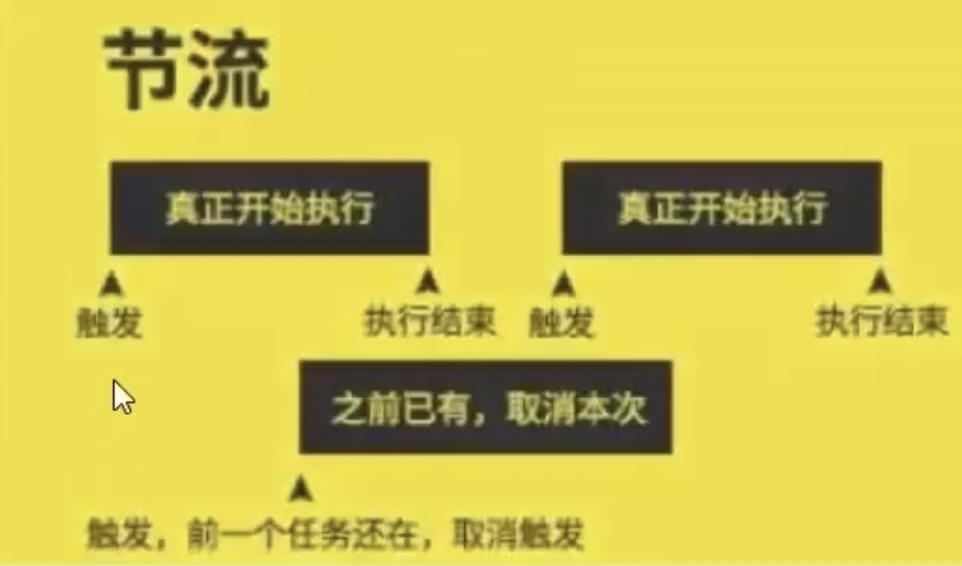 节流
真正开始执行 真正开始执行
触发 执行结束 触发 执行结束
之前已有，取消本次
触发，前一个任务还在，取消触发